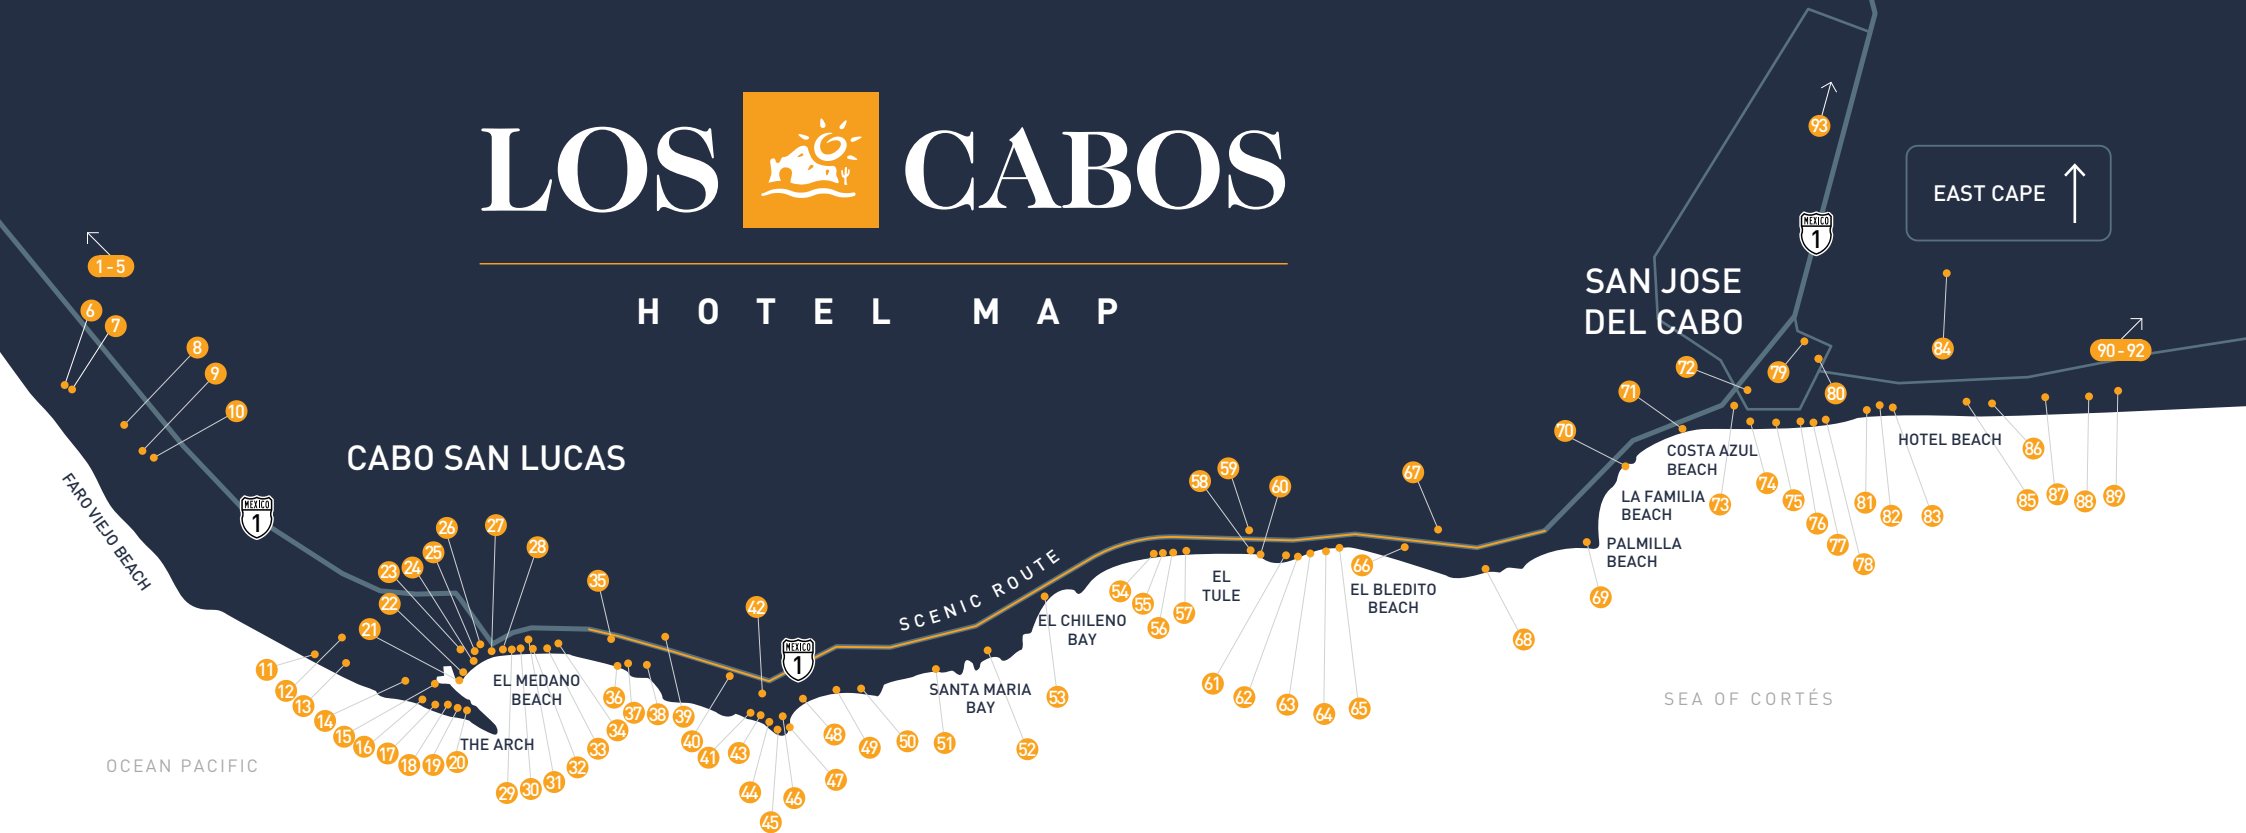 LOS CABOS
HOTEL MAP
93
EAST CAPE
MEXICO
1
SAN JOSE
DEL CABO
1-5
6
7
8
9
10
84
90-92
72
79
80
71
70
CABO SAN LUCAS
FARO VIEJO BEACH
MEXICO
1
HOTEL BEACH
COSTA AZUL
BEACH
LA FAMILIA
BEACH
PALMILLA
BEACH
73
74
75
76
77
78
81
82
83
85
86
87
88
89
26
27
28
25
24
23
22
21
35
42
SCENIC ROUTE
MEXICO
1
58
59
60
67
66
EL
TULE
EL BLEDITO
BEACH
54
55
56
57
EL CHILENO
BAY
69
68
11
12
13
14
15
16
17
18
19
20
EL MEDANO
BEACH
THE ARCH
36
37
38
39
34
33
32
31
30
29
40
41
43
44
45
46
47
48
49
50
SANTA MARIA
BAY
51
52
53
61
62
63
64
65
SEA OF CORTÉS
OCEAN PACIFIC